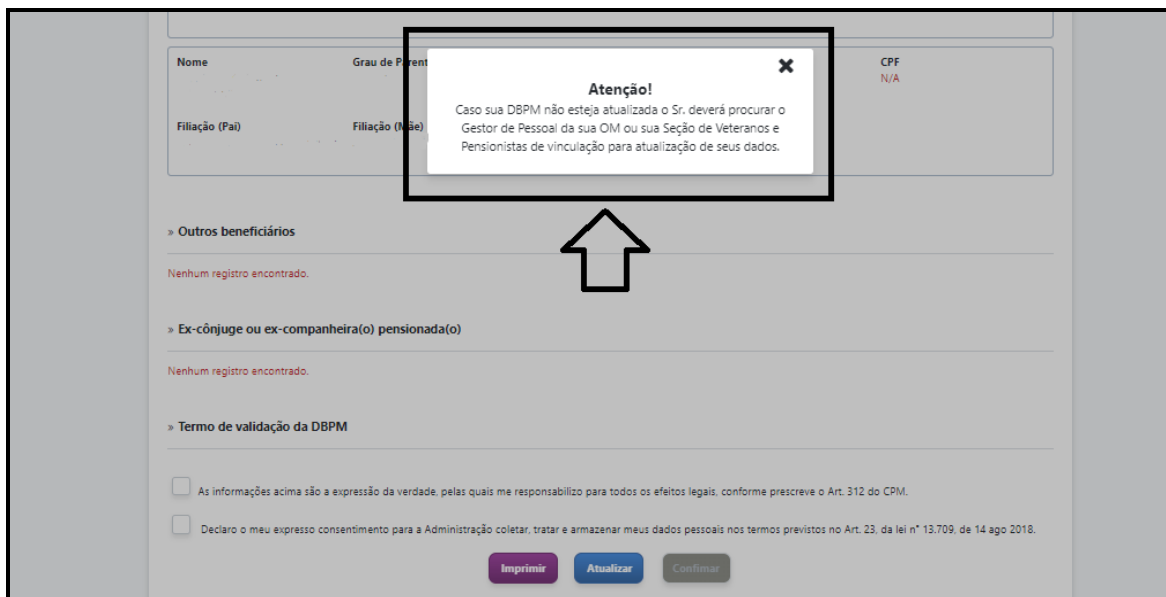 Nome
Grau de Parent
CPF
N/A
Filiação (Pai)
Filiação (Mãe)
Atenção!
Caso sua DBPM não esteja atualizada o Sr. deverá procurar o
Gestor de Pessoal da sua OM ou sua Seção de Veteranos e
Pensionistas de vinculação para atualização de seus dados.
» Outros beneficiários
Nenhum registro encontrado.
» Ex-cônjuge ou ex-companheira(o) pensionada(o)
Nenhum registro encontrado.
» Termo de validação da DBPM
As informações acima são a expressão da verdade, pelas quais me responsabilizo para todos os efeitos legais, conforme prescreve o Art. 312 do CPM.
Declaro o meu expresso consentimento para a Administração coletar, tratar e armazenar meus dados pessoais nos termos previstos no Art. 23, da lei n° 13.709, de 14 ago 2018.
Imprimir
Atualizar
Confimar